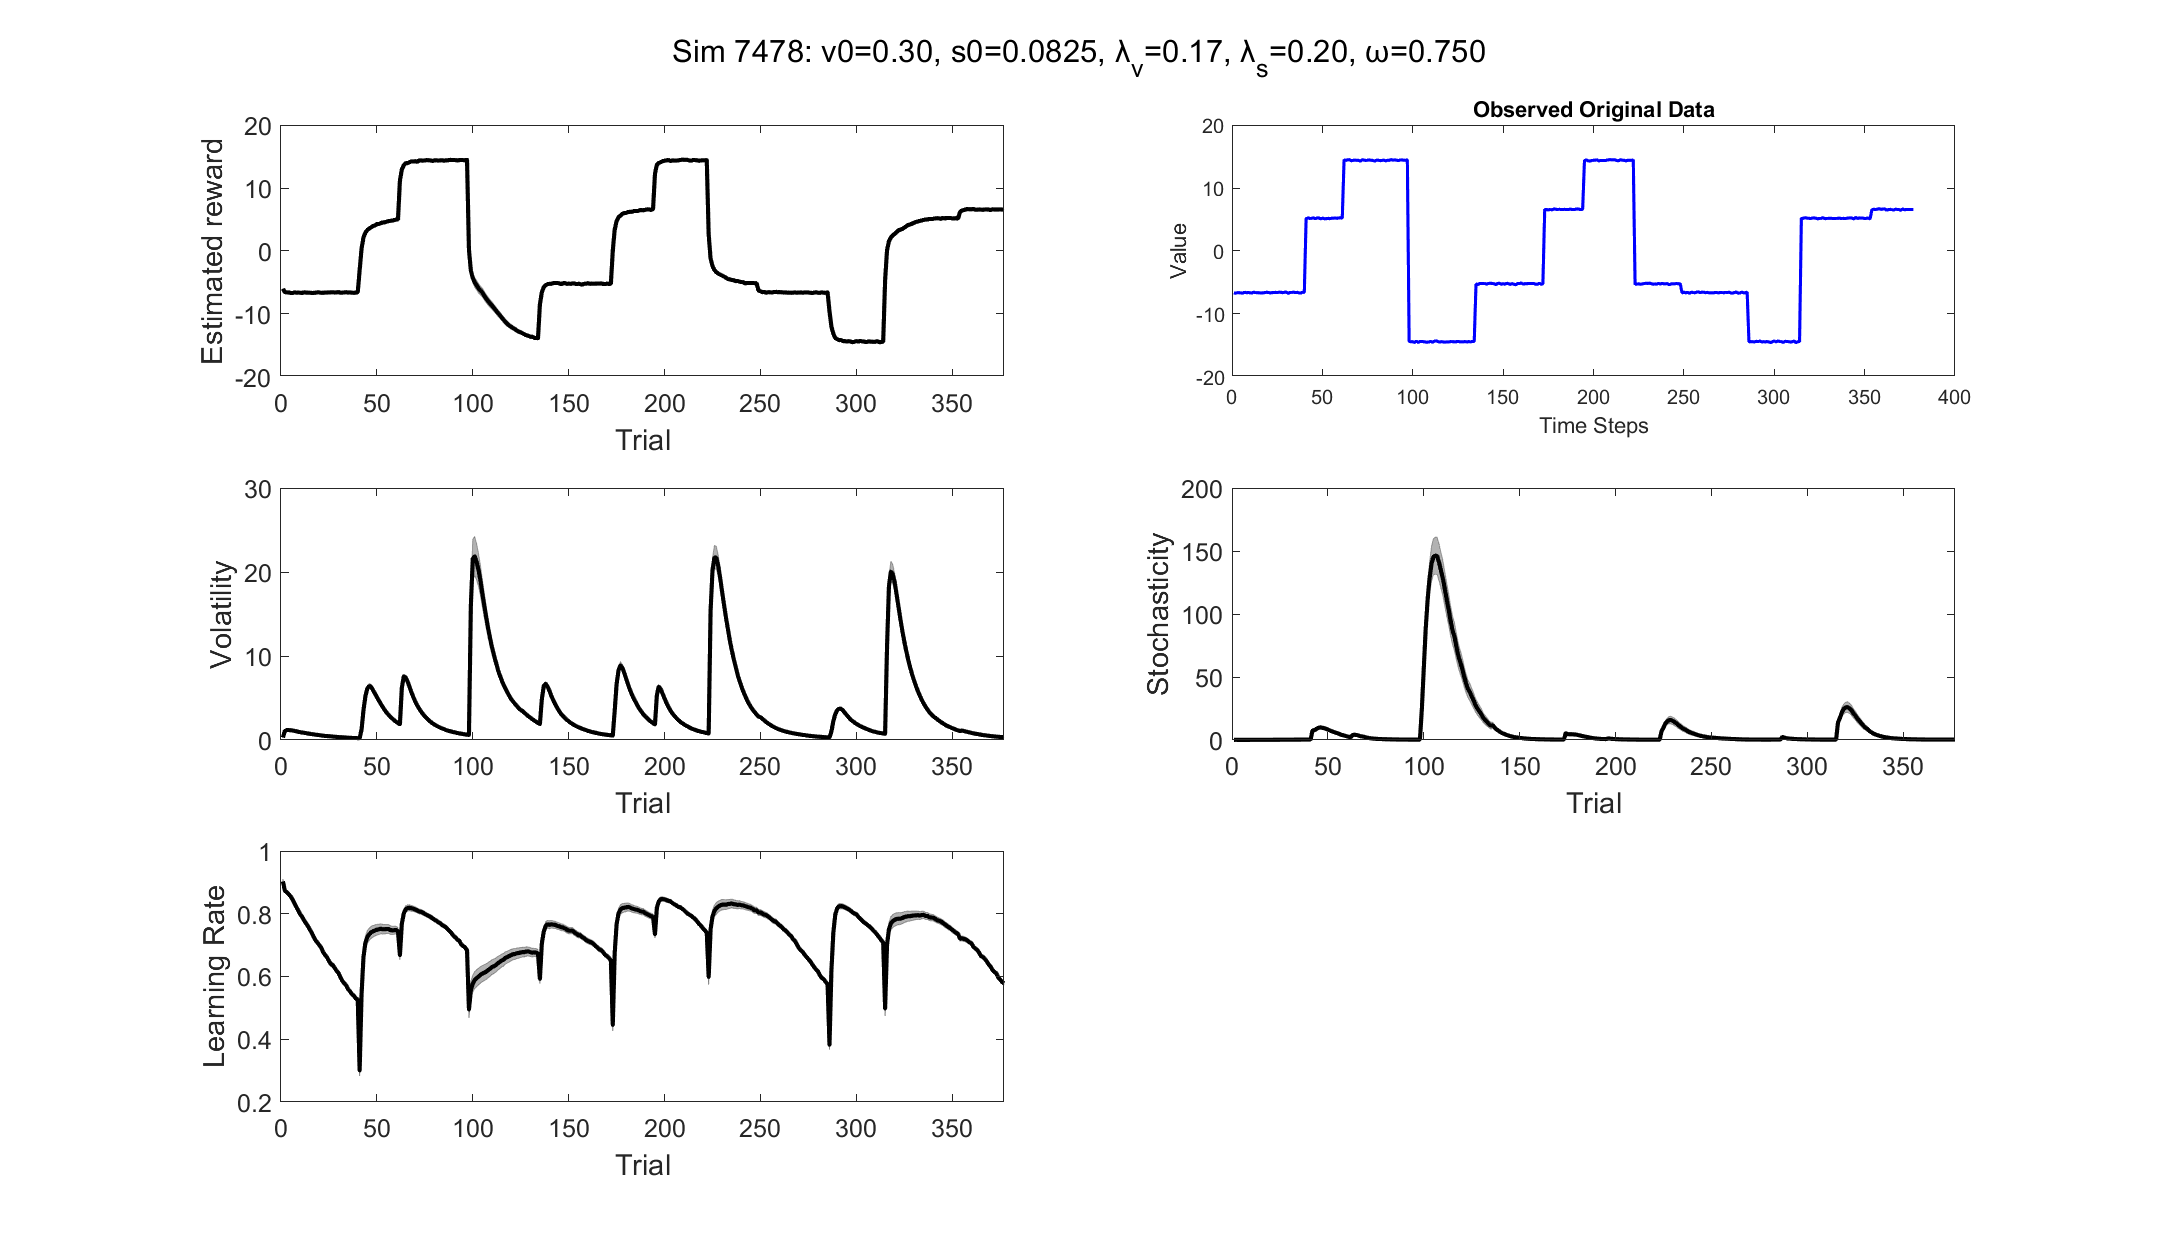 Sim 7478: v0=0.30, s0=0.0825, λ_v=0.17, λ_s=0.20, ω=0.750
Estimated reward
20
10
0
-10
-20
0 50 100 150 200 250 300 350
Trial
Observed Original Data
Value
20
10
0
-10
-20
0 50 100 150 200 250 300 350 400
Time Steps
Volatility
30
20
10
0
0 50 100 150 200 250 300 350
Trial
Stochasticity
200
150
100
50
0
0 50 100 150 200 250 300 350
Trial
Learning Rate
1
0.8
0.6
0.4
0.2
0 50 100 150 200 250 300 350
Trial